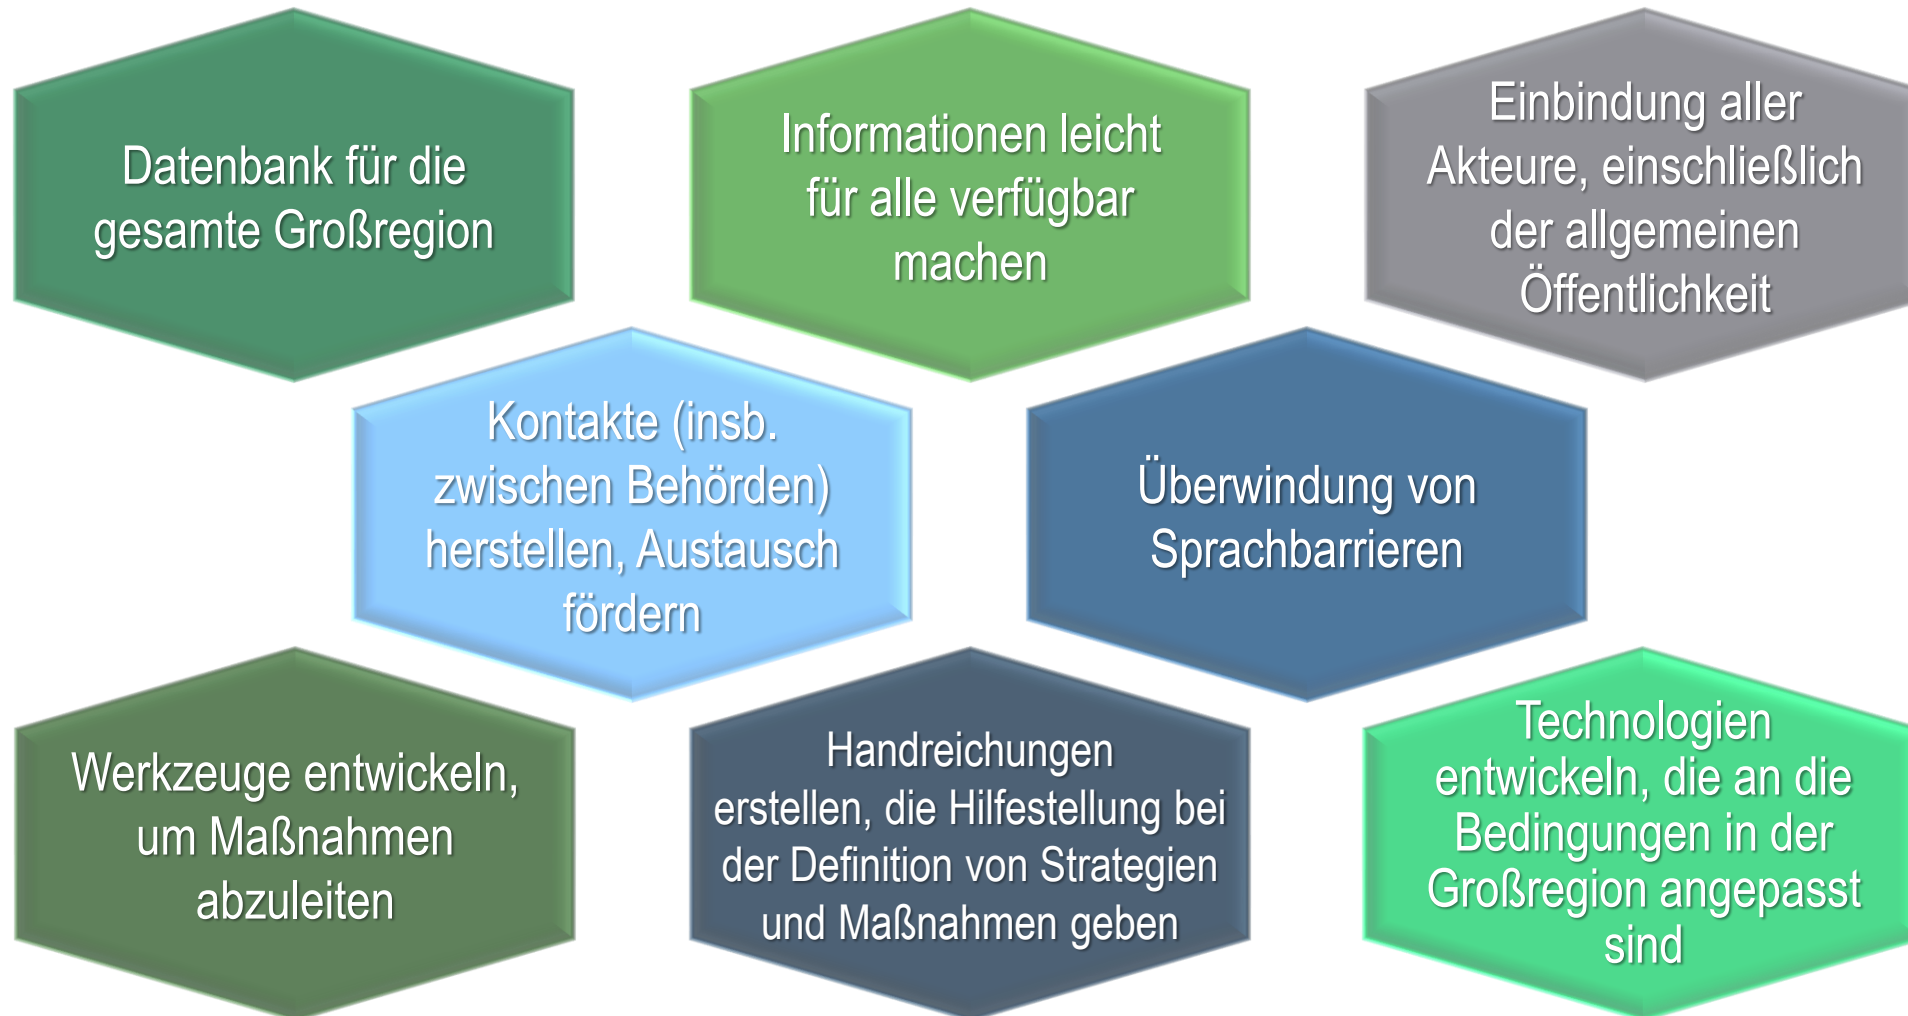 Datenbank für die
gesamte Großregion
Informationen leicht
für alle verfügbar
machen
Einbindung aller
Akteure, einschließlich
der allgemeinen
Öffentlichkeit
Kontakte (insb.
zwischen Behörden)
herstellen, Austausch
fördern
Überwindung von
Sprachbarrieren
Werkzeuge entwickeln,
um Maßnahmen
abzuleiten
Handreichungen
erstellen, die Hilfestellung bei
der Definition von Strategien
und Maßnahmen geben
Technologien
entwickeln, die an die
Bedingungen in der
Großregion angepasst
sind